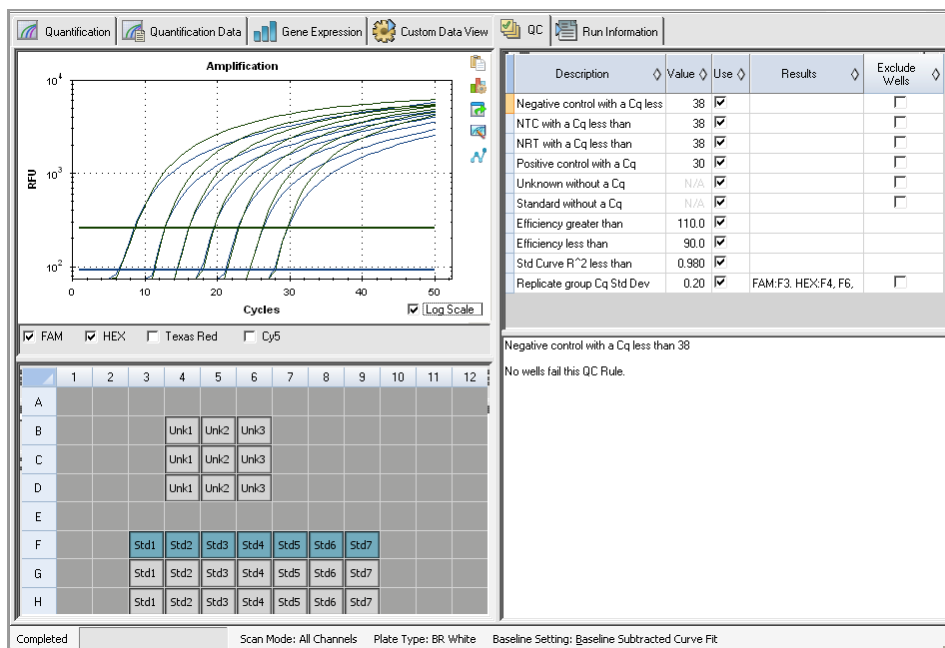 Quantification Quantification Data Gene Expression Custom Data View QC Run Information
Amplification
10^4
10^3
10^2
RFU
0 10 20 30 40 50
Cycles
Log Scale
FAM HEX Texas Red Cy5
1 2 3 4 5 6 7 8 9 10 11 12
A
B Unk1 Unk2 Unk3
C Unk1 Unk2 Unk3
D Unk1 Unk2 Unk3
E
F Std1 Std2 Std3 Std4 Std5 Std6 Std7
G Std1 Std2 Std3 Std4 Std5 Std6 Std7
H Std1 Std2 Std3 Std4 Std5 Std6 Std7
Description Value Use Results Exclude Wells
Negative control with a Cq less 38
NTC with a Cq less than 38
NRT with a Cq less than 38
Positive control with a Cq 30
Unknown without a Cq N/A
Standard without a Cq N/A
Efficiency greater than 110.0
Efficiency less than 90.0
Std Curve R^2 less than 0.980
Replicate group Cq Std Dev 0.20 FAM:F3. HEX:F4, F6,
Negative control with a Cq less than 38
No wells fail this QC Rule.
Completed Scan Mode: All Channels Plate Type: BR White Baseline Setting: Baseline Subtracted Curve Fit